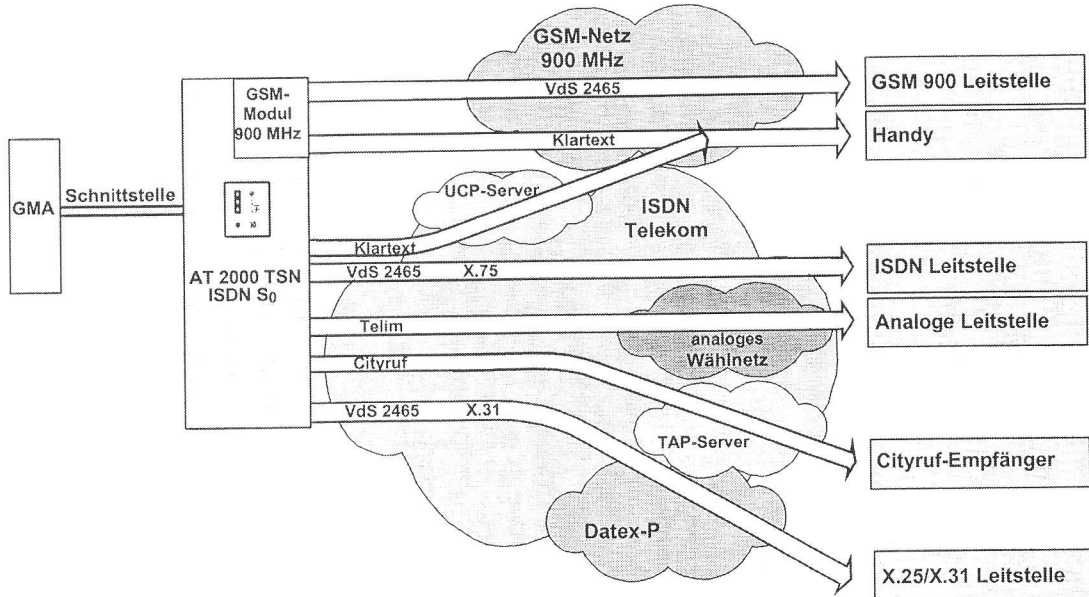 GSM-Netz
900 MHz
VdS 2465
GSM 900 Leitstelle
GSM-
Modul
900 MHz
Klartext
Handy
GMA
Schnittstelle
UCP-Server
ISDN
Telekom
Klartext
VdS 2465 X.75
ISDN Leitstelle
AT 2000 TSN
ISDN S0
Telim
analoges
Wählnetz
Analoge Leitstelle
Cityruf
VdS 2465 X.31
TAP-Server
Cityruf-Empfänger
Datex-P
X.25/X.31 Leitstelle